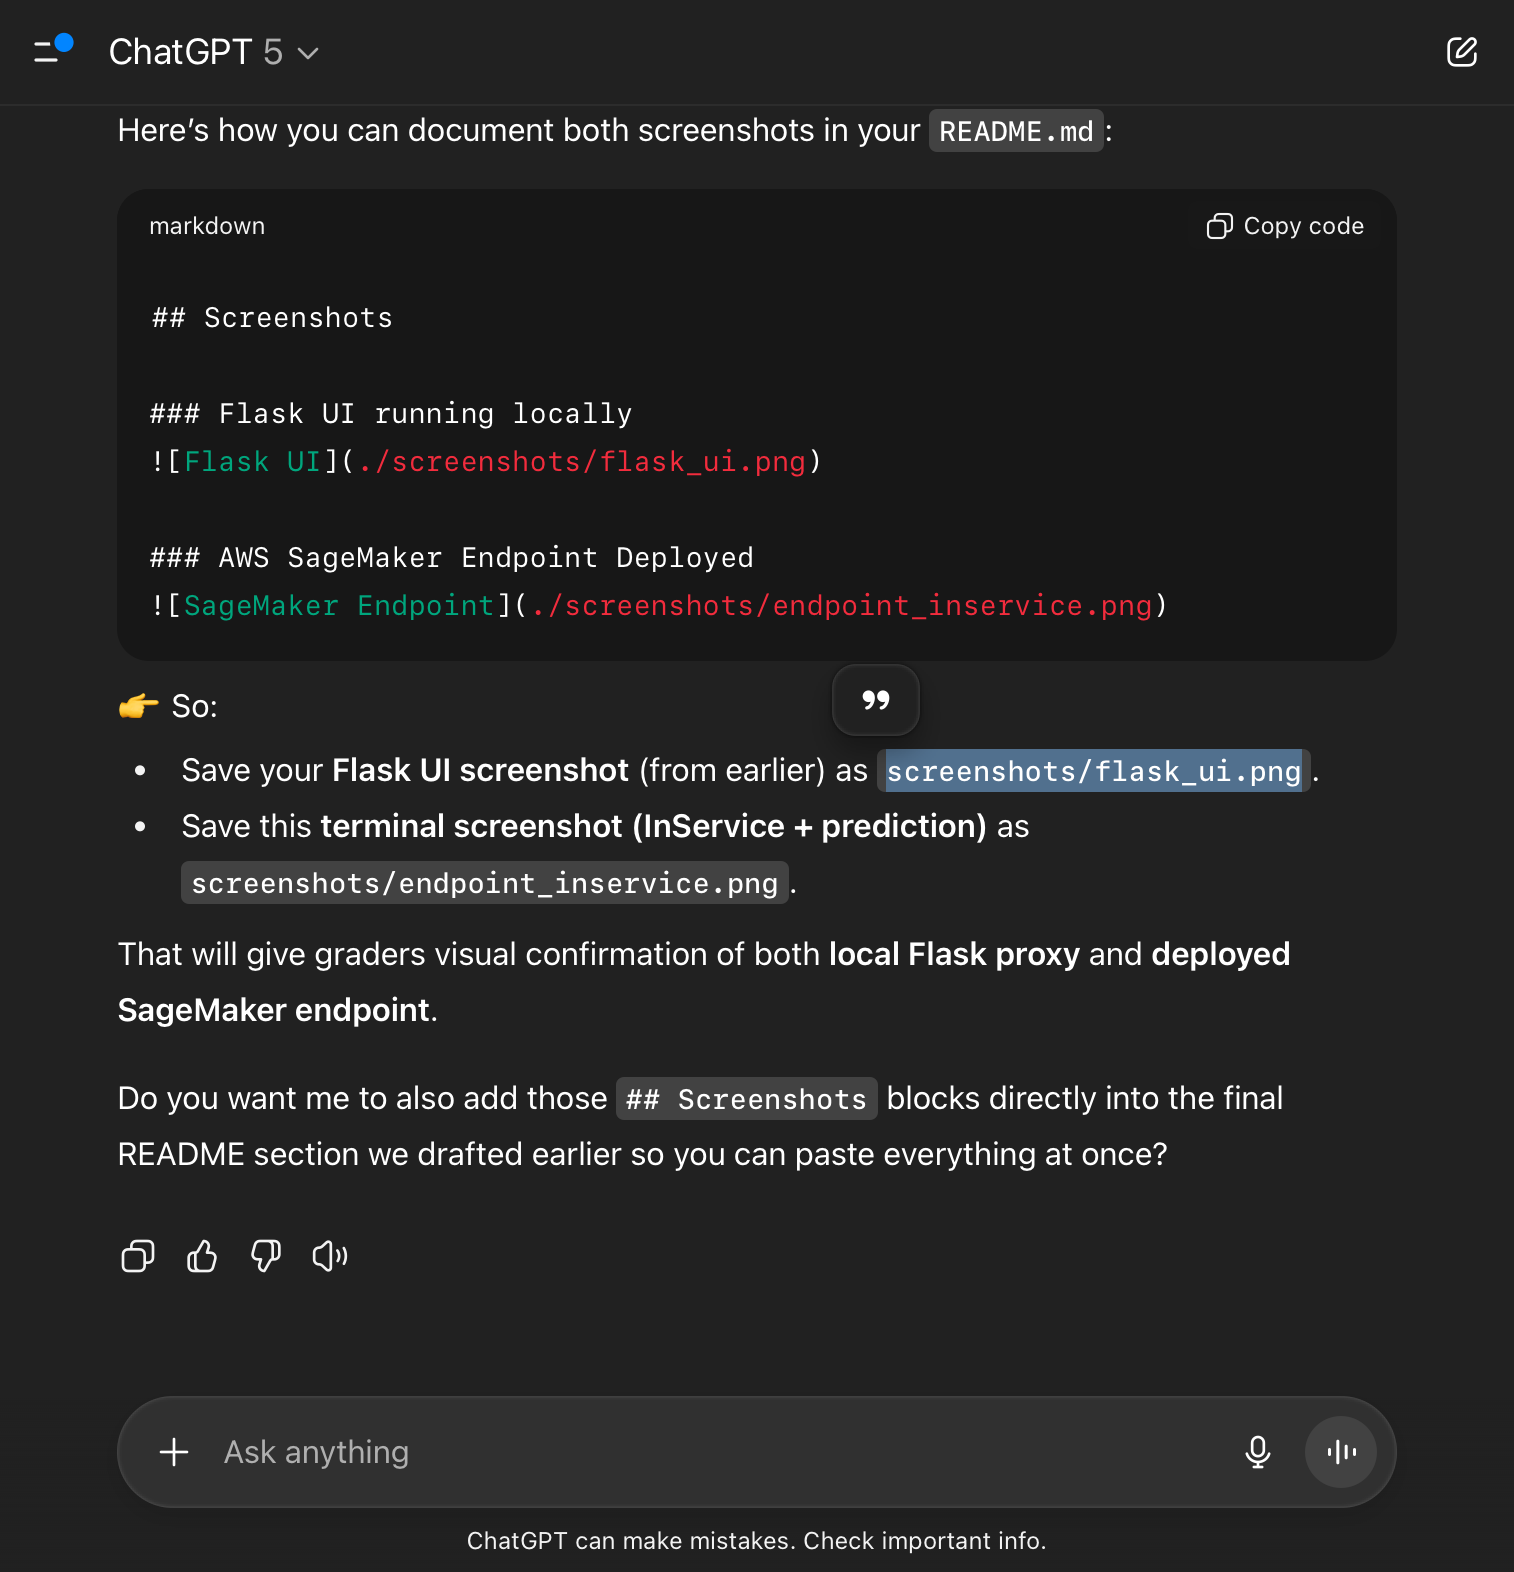 ChatGPT 5
Here’s how you can document both screenshots in your README.md:
markdown
Copy code
## Screenshots
### Flask UI running locally
![Flask UI](./screenshots/flask_ui.png)
### AWS SageMaker Endpoint Deployed
![SageMaker Endpoint](./screenshots/endpoint_inservice.png)
👉 So:
• Save your Flask UI screenshot (from earlier) as screenshots/flask_ui.png.
• Save this terminal screenshot (InService + prediction) as
screenshots/endpoint_inservice.png.
That will give graders visual confirmation of both local Flask proxy and deployed
SageMaker endpoint.
Do you want me to also add those ## Screenshots blocks directly into the final
README section we drafted earlier so you can paste everything at once?
Ask anything
ChatGPT can make mistakes. Check important info.